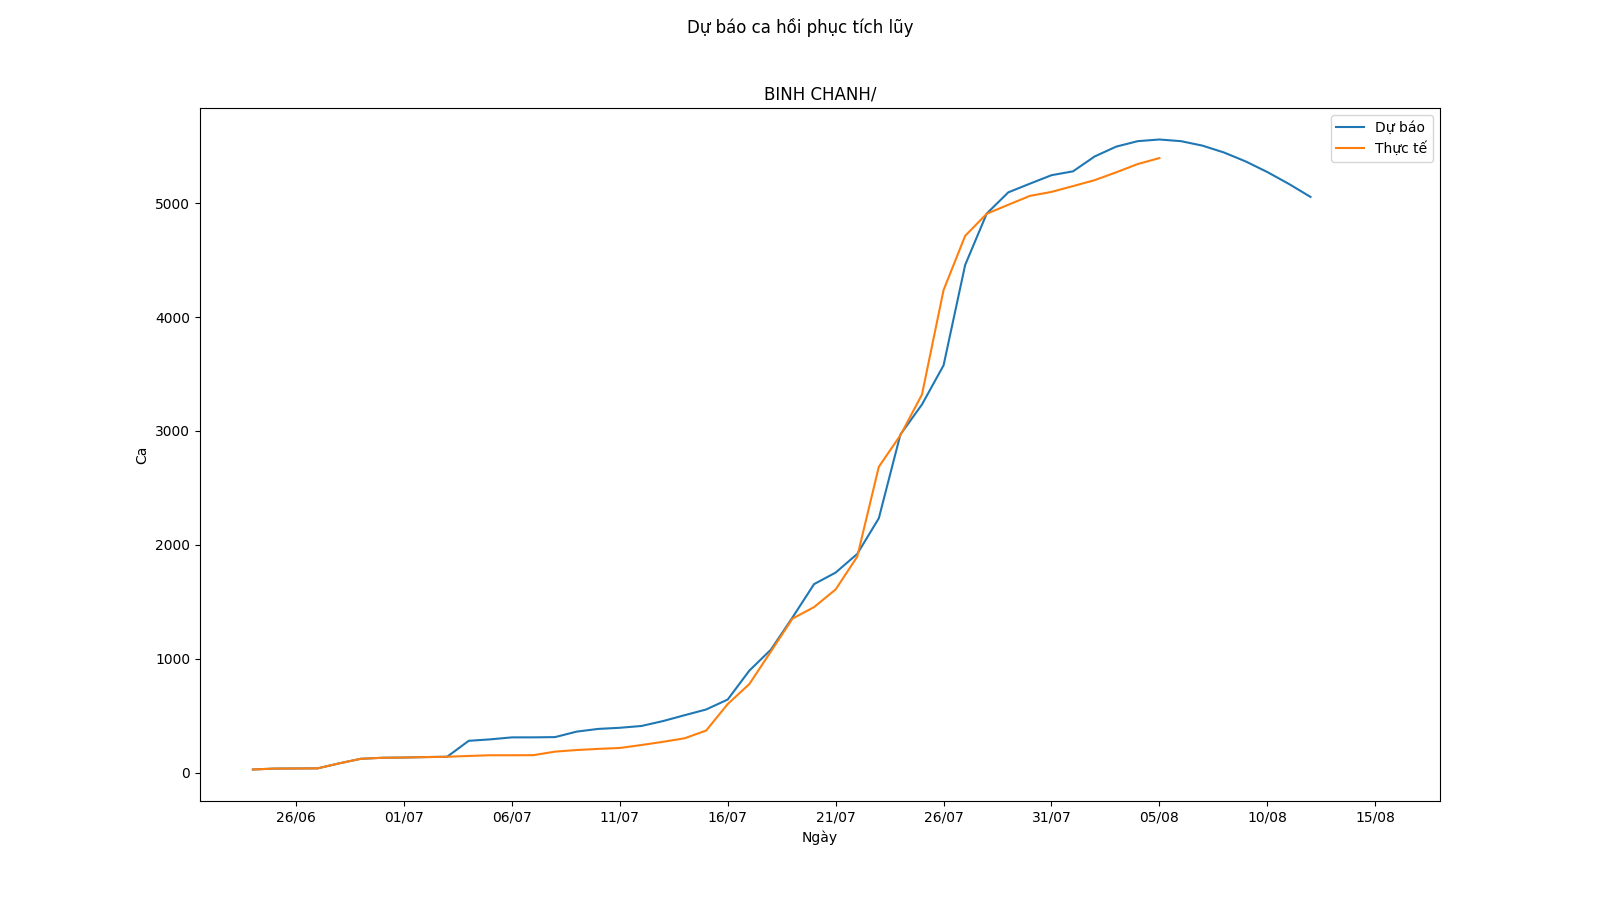 Dự báo ca hồi phục tích lũy
BINH CHANH/
Dự báo
Thực tế
5000
4000
3000
2000
1000
0
Ca
26/06 01/07 06/07 11/07 16/07 21/07 26/07 31/07 05/08 10/08 15/08
Ngày